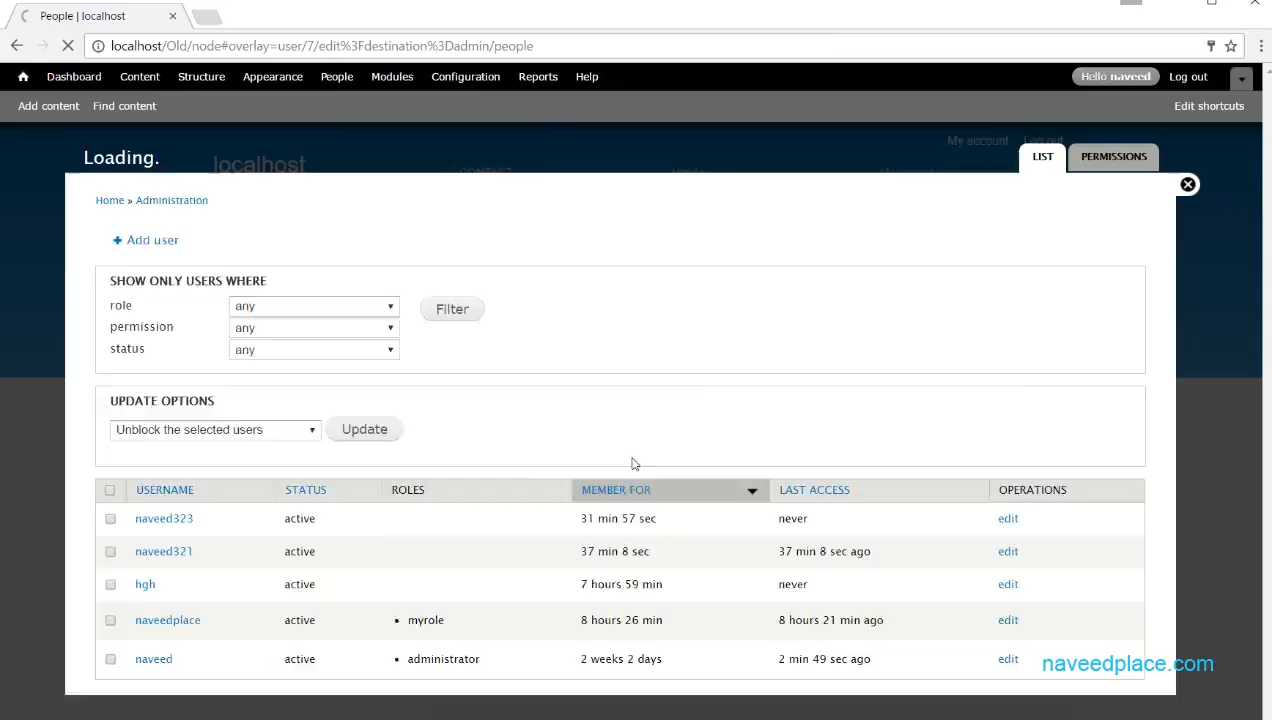 People | localhost
localhost/Old/node#overlay=user/7/edit%3Fdestination%3Dadmin/people
Dashboard Content Structure Appearance People Modules Configuration Reports Help Hello naveed Log out
Add content Find content Edit shortcuts
My account Log out
Loading. localhost LIST PERMISSIONS
CONTACT
Home » Administration
Add user
SHOW ONLY USERS WHERE
role any Filter
permission any
status any
UPDATE OPTIONS
Unblock the selected users Update
USERNAME STATUS ROLES MEMBER FOR LAST ACCESS OPERATIONS
naveed323 active 31 min 57 sec never edit
naveed321 active 37 min 8 sec 37 min 8 sec ago edit
hgh active 7 hours 59 min never edit
naveedplace active • myrole 8 hours 26 min 8 hours 21 min ago edit
naveed active • administrator 2 weeks 2 days 2 min 49 sec ago edit
naveedplace.com